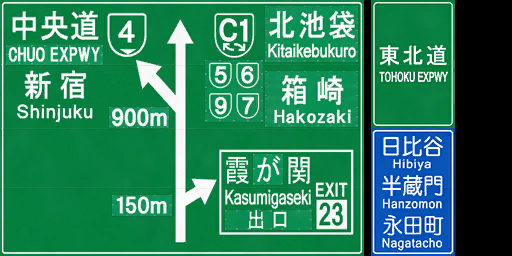 中央道
CHUO EXPWY
4
新宿
Shinjuku
900m
C1
北池袋
Kitaikebukuro
5 6
9 7
箱崎
Hakozaki
150m
霞が関
Kasumigaseki
出口
EXIT
23
東北道
TOHOKU EXPWY
日比谷
Hibiya
半蔵門
Hanzomon
永田町
Nagatacho